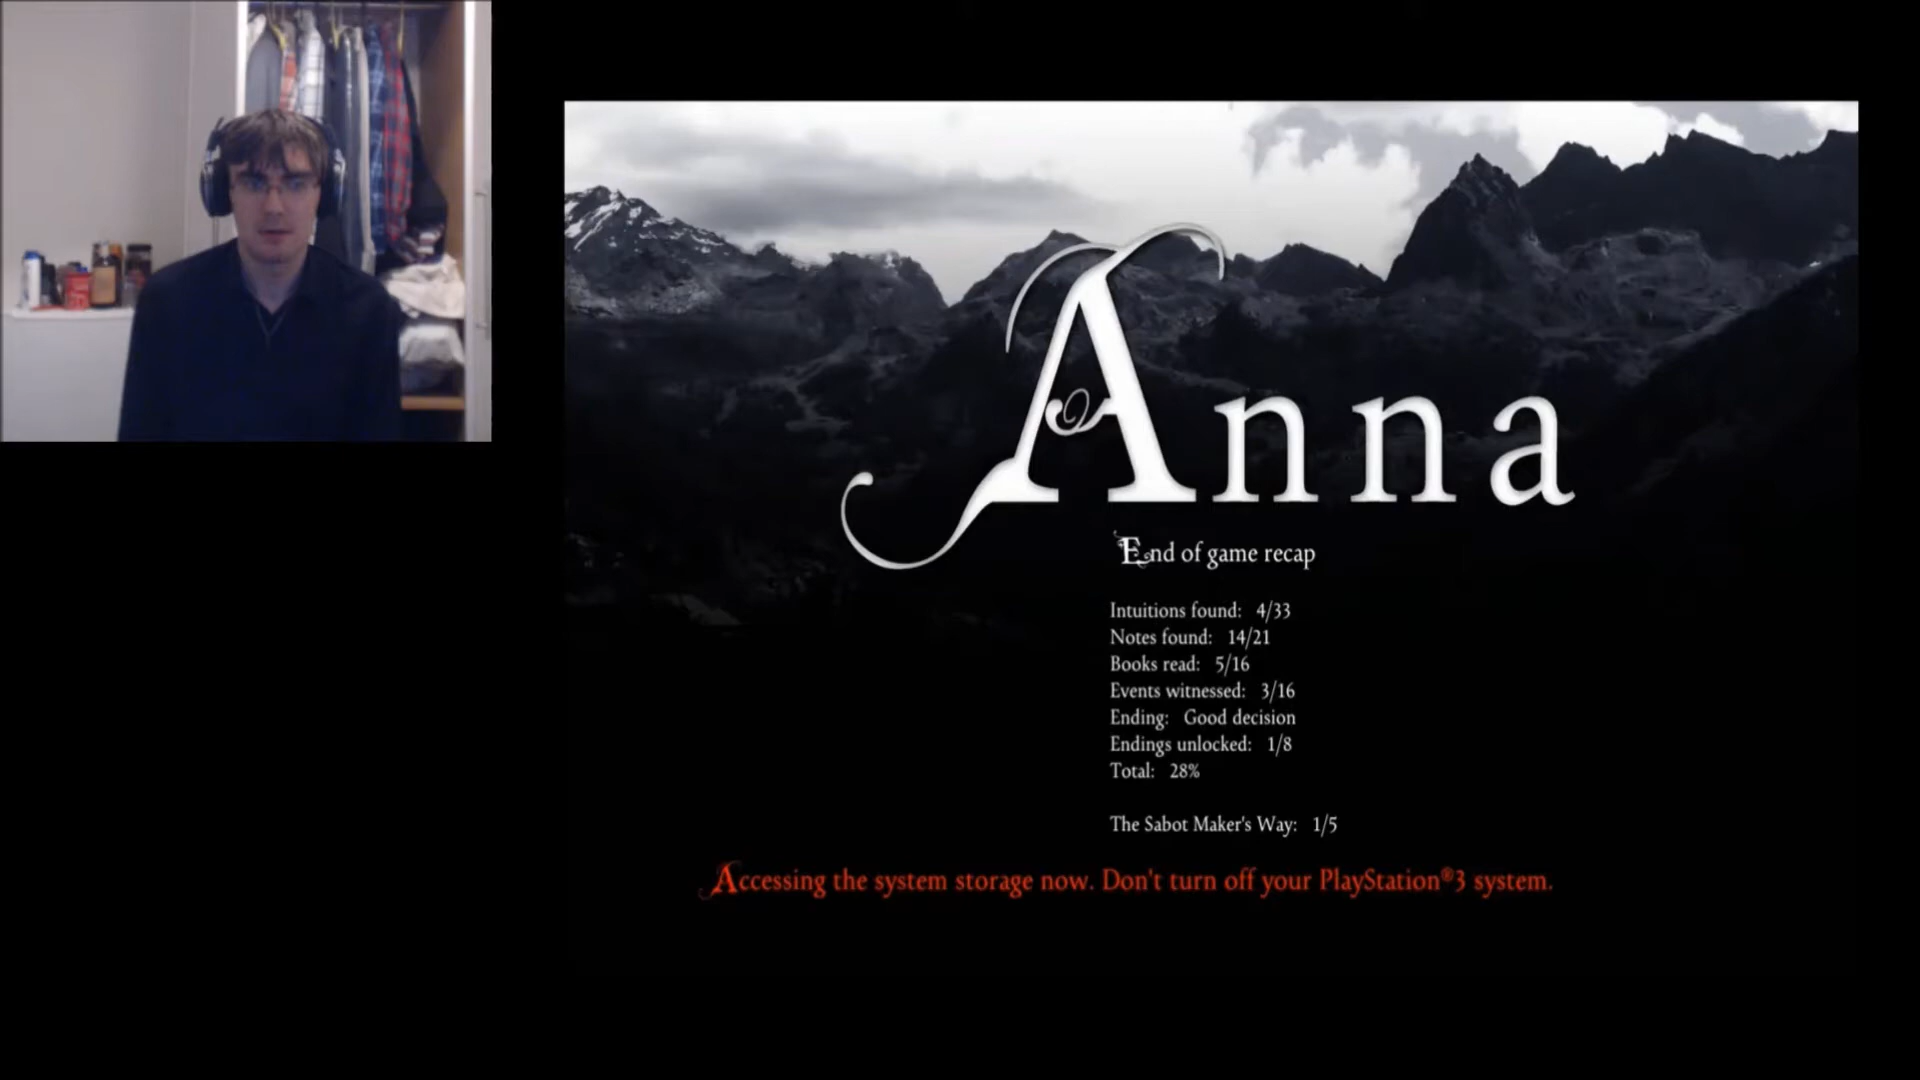 Anna
End of game recap
Intuitions found: 4/33
Notes found: 14/21
Books read: 5/16
Events witnessed: 3/16
Ending: Good decision
Endings unlocked: 1/8
Total: 28%
The Sabot Maker's Way: 1/5
Accessing the system storage now. Don't turn off your PlayStation®3 system.